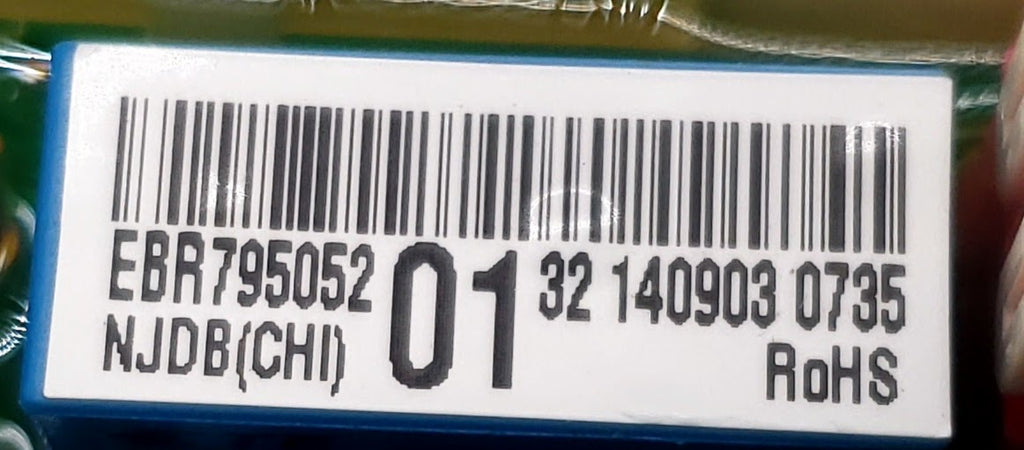 EBR795052 01 32 140903 0735
NJDB(CHI) RoHS